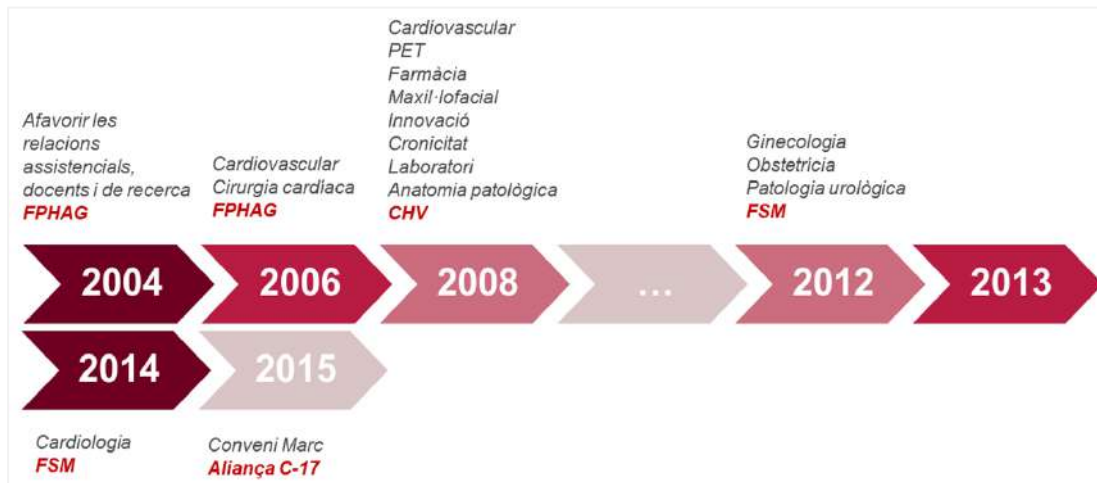 Afavorir les
relacions
assistencials,
docents i de recerca
FPHAG
Cardiovascular
Cirurgia cardíaca
FPHAG
Cardiovascular
PET
Farmàcia
Maxil·lofacial
Innovació
Cronicitat
Laboratori
Anatomia patològica
CHV
Ginecologia
Obstetricia
Patologia urològica
FSM
2004
2006
2008
...
2012
2013
2014
2015
Cardiologia
FSM
Conveni Marc
Aliança C-17